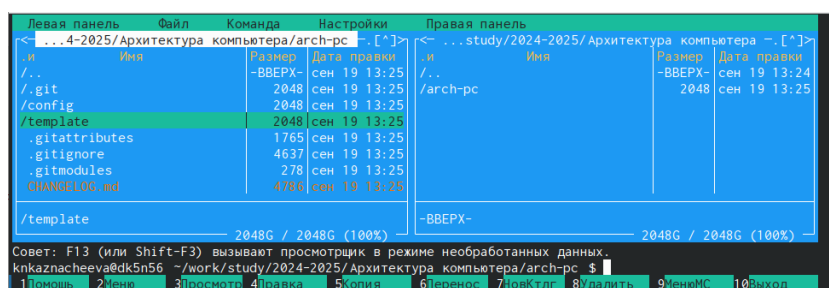 Левая панель Файл Команда Настройки Правая панель
<─ ...4-2025/Архитектура компьютера/arch-pc ─.[^]> <─ ...study/2024-2025/Архитектура компьютера ─.[^]>
.и Имя Размер Дата правки .и Имя Размер Дата правки
/.. -ВВЕРХ- сен 19 13:25 /.. -ВВЕРХ- сен 19 13:24
/.git 2048 сен 19 13:25 /arch-pc 2048 сен 19 13:25
/config 2048 сен 19 13:25
/template 2048 сен 19 13:25
.gitattributes 1765 сен 19 13:25
.gitignore 4637 сен 19 13:25
.gitmodules 278 сен 19 13:25
CHANGELOG.md 4786 сен 19 13:25
/template -ВВЕРХ-
2048G / 2048G (100%) 2048G / 2048G (100%)
Совет: F13 (или Shift-F3) вызывают просмотрщик в режиме необработанных данных.
knkaznacheeva@dk5n56 ~/work/study/2024-2025/Архитектура компьютера/arch-pc $
1Помощь 2Меню 3Просмотр 4Правка 5Копия 6Перенос 7НовКтлг 8Удалить 9МенюМС 10Выход